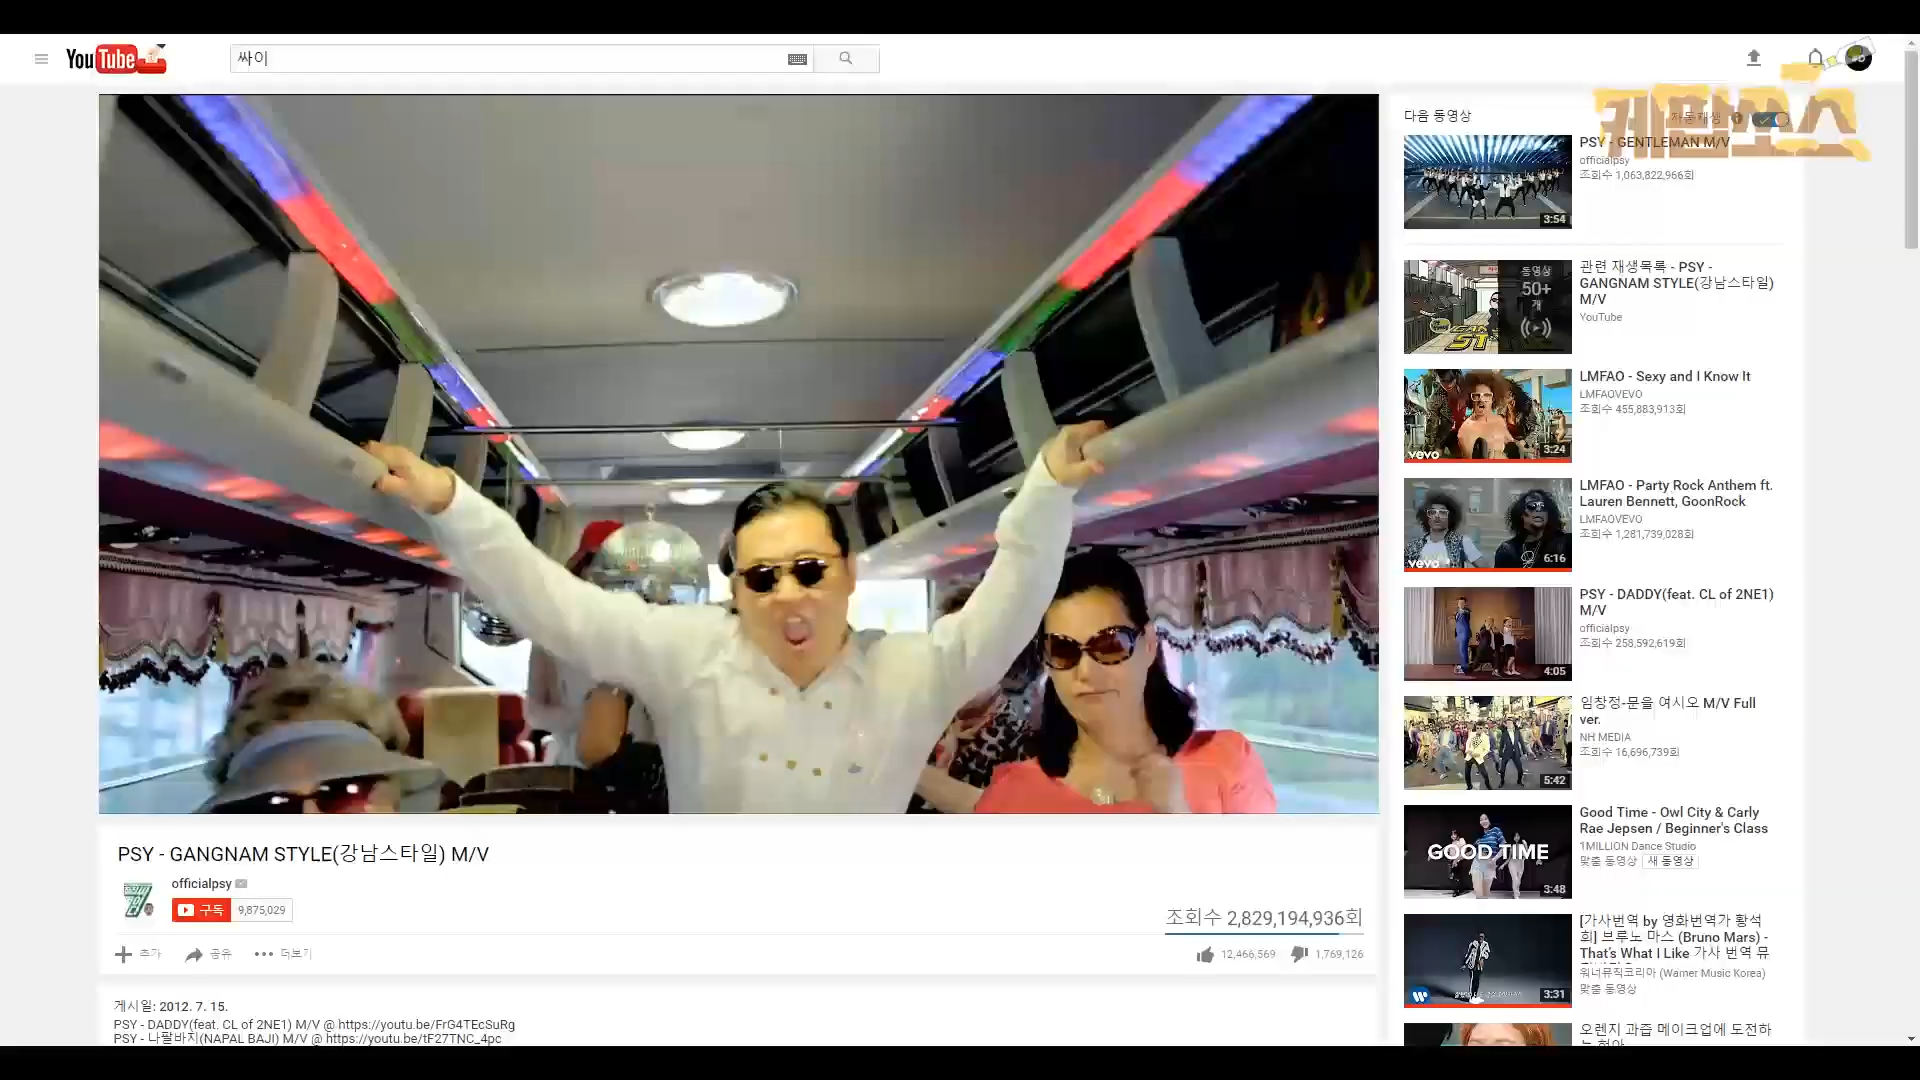 YouTube
싸이
다음 동영상
자동재생
케랑쏘스
PSY - GENTLEMAN M/V
officialpsy
조회수 1,063,822,966회
3:54
동영상
50+
개
관련 재생목록 - PSY -
GANGNAM STYLE(강남스타일)
M/V
YouTube
LMFAO - Sexy and I Know It
LMFAOVEVO
조회수 455,883,913회
vevo
3:24
LMFAO - Party Rock Anthem ft.
Lauren Bennett, GoonRock
LMFAOVEVO
조회수 1,281,739,028회
vevo
6:16
PSY - DADDY(feat. CL of 2NE1)
M/V
officialpsy
조회수 258,592,619회
4:05
임창정-문을 여시오 M/V Full
ver.
NH MEDIA
조회수 16,696,739회
5:42
Good Time - Owl City & Carly
Rae Jepsen / Beginner's Class
1MILLION Dance Studio
맞춤 동영상 새 동영상
GOOD TIME
3:48
[가사번역 by 영화번역가 황석
희] 브루노 마스 (Bruno Mars) -
That's What I Like 가사 번역 뮤
워너뮤직코리아 (Warner Music Korea)
맞춤 동영상
3:31
오렌지 과즙 메이크업에 도전하
PSY - GANGNAM STYLE(강남스타일) M/V
officialpsy
구독 9,875,029
조회수 2,829,194,936회
추가 공유 더보기
12,466,569 1,769,126
게시일: 2012. 7. 15.
PSY - DADDY(feat. CL of 2NE1) M/V @ https://youtu.be/FrG4TEcSuRg
PSY - 나팔바지(NAPAL BAJI) M/V @ https://youtu.be/tF27TNC_4pc